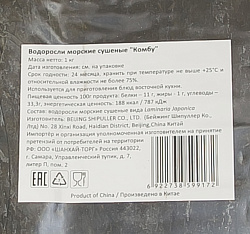 Водоросли морские сушеные "Комбу"
Масса нетто: 1 кг
Дата изготовления: см. на упаковке
Срок годности: 24 месяца, хранить при температуре не выше +25°С и
относительной влажности не более 75%.
Используется для приготовления блюд восточной кухни.
Пищевая ценность 100г продукта: белки - 11 г, жиры - 1 г, углеводы –
33,3г, энергетическая ценность: 188 ккал / 787 кДж
Состав: водоросли морские сушеные вида Laminaria Japonica
Изготовитель: BEIJING SHIPULLER CO., LTD. (Бейджинг Шипуллер Ко.,
Лтд.) 28 Xinxi Road, Haidian District, Beijing,China Китай
Импортер и организация уполномоченная изготовителем на принятие
претензий от потребителей на территории
РФ: ООО «ШАНХАЙ-ТОРГ» Россия 443022,
г. Самара, Управленческий тупик, д. 7,
литер П, пом. 2
EAC
6 922738 599172
Product of China / Произведено в Китае